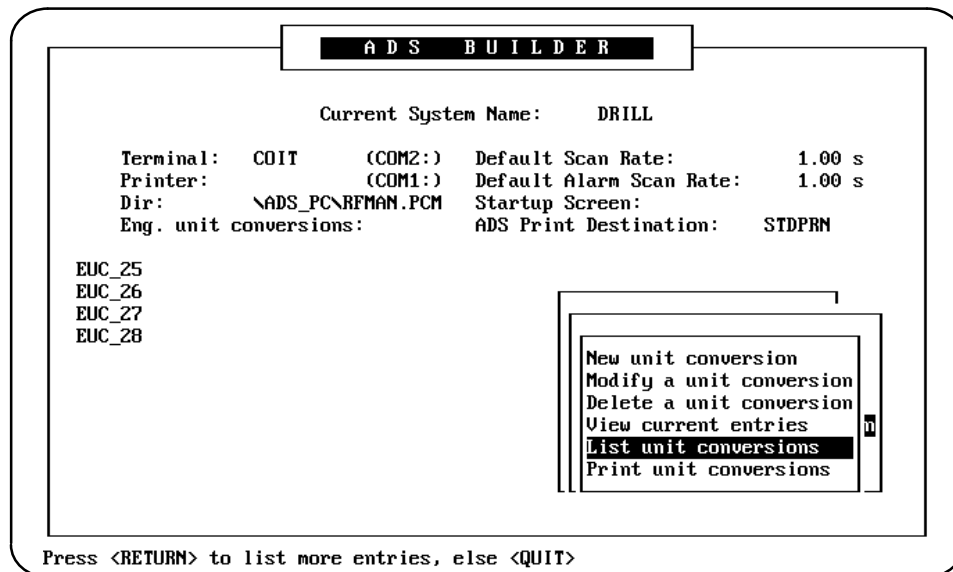 ADS BUILDER
Current System Name: DRILL
Terminal: COIT (COM2:) Default Scan Rate: 1.00 s
Printer: (COM1:) Default Alarm Scan Rate: 1.00 s
Dir: \ADS_PC\RFMAN.PCM Startup Screen:
Eng. unit conversions: ADS Print Destination: STDPRN
EUC_25
EUC_26
EUC_27
EUC_28
New unit conversion
Modify a unit conversion
Delete a unit conversion
View current entries n
List unit conversions
Print unit conversions
Press <RETURN> to list more entries, else <QUIT>